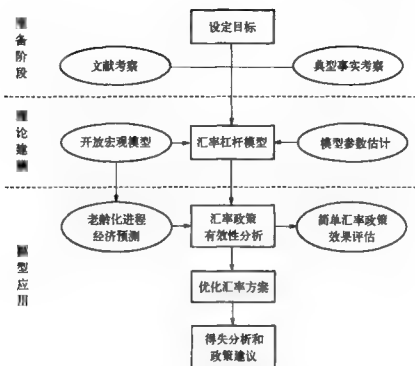 设定目标
备阶段
文献考察
典型事实考察
论建
开放宏观模型
汇率杠杆模型
模型参数估计
老龄化进程
经济预测
汇率政策
有效性分析
简单汇率政策
效果评估
型应用
优化汇率方案
得失分析和
政策建议